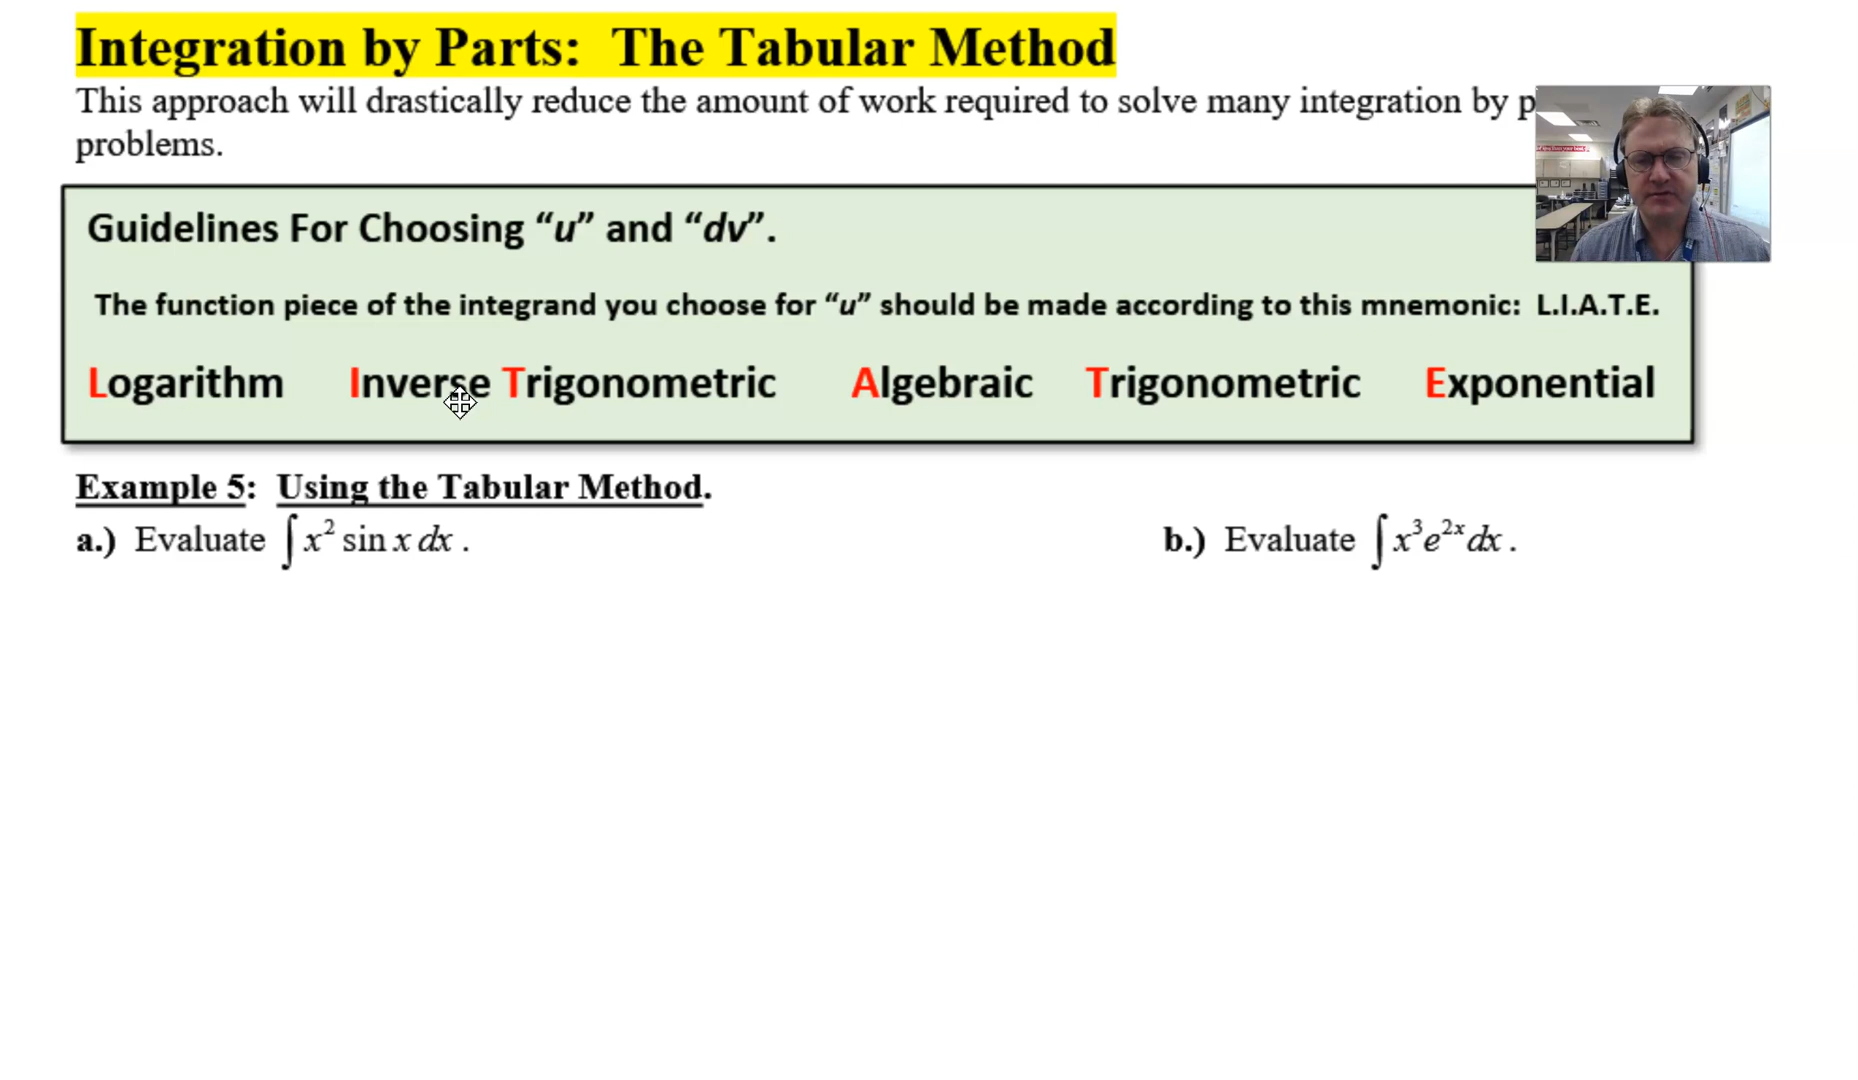 Integration by Parts: The Tabular Method
This approach will drastically reduce the amount of work required to solve many integration by p
problems.
Guidelines For Choosing “u” and “dv”.
The function piece of the integrand you choose for “u” should be made according to this mnemonic: L.I.A.T.E.
Logarithm Inverse Trigonometric Algebraic Trigonometric Exponential
Example 5: Using the Tabular Method.
a.) Evaluate ∫x² sin x dx .
b.) Evaluate ∫x³e²ˣdx .